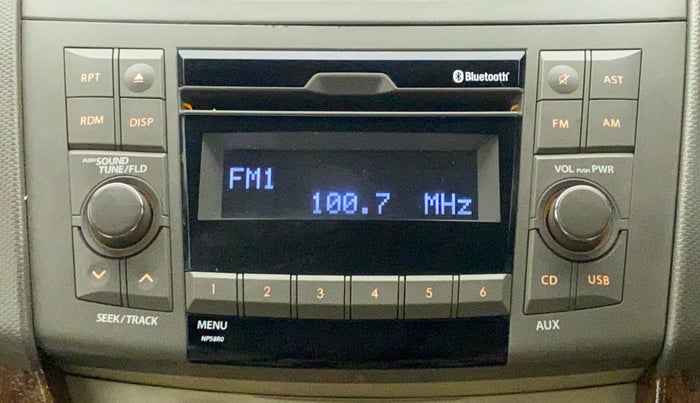 Bluetooth
RPT
AST
RDM
DISP
FM
AM
PUSH SOUND
TUNE/FLD
VOL PUSH PWR
FM1
100.7 MHz
1 2 3 4 5 6
CD
USB
SEEK/TRACK
MENU
NP58R0
AUX